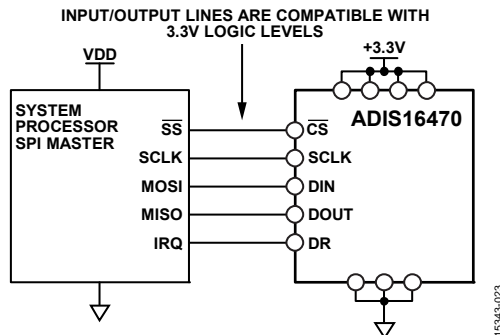 INPUT/OUTPUT LINES ARE COMPATIBLE WITH
3.3V LOGIC LEVELS
VDD
+3.3V
SYSTEM
PROCESSOR
SPI MASTER
ADIS16470
SS
CS
SCLK
SCLK
MOSI
DIN
MISO
DOUT
IRQ
DR
15343-023